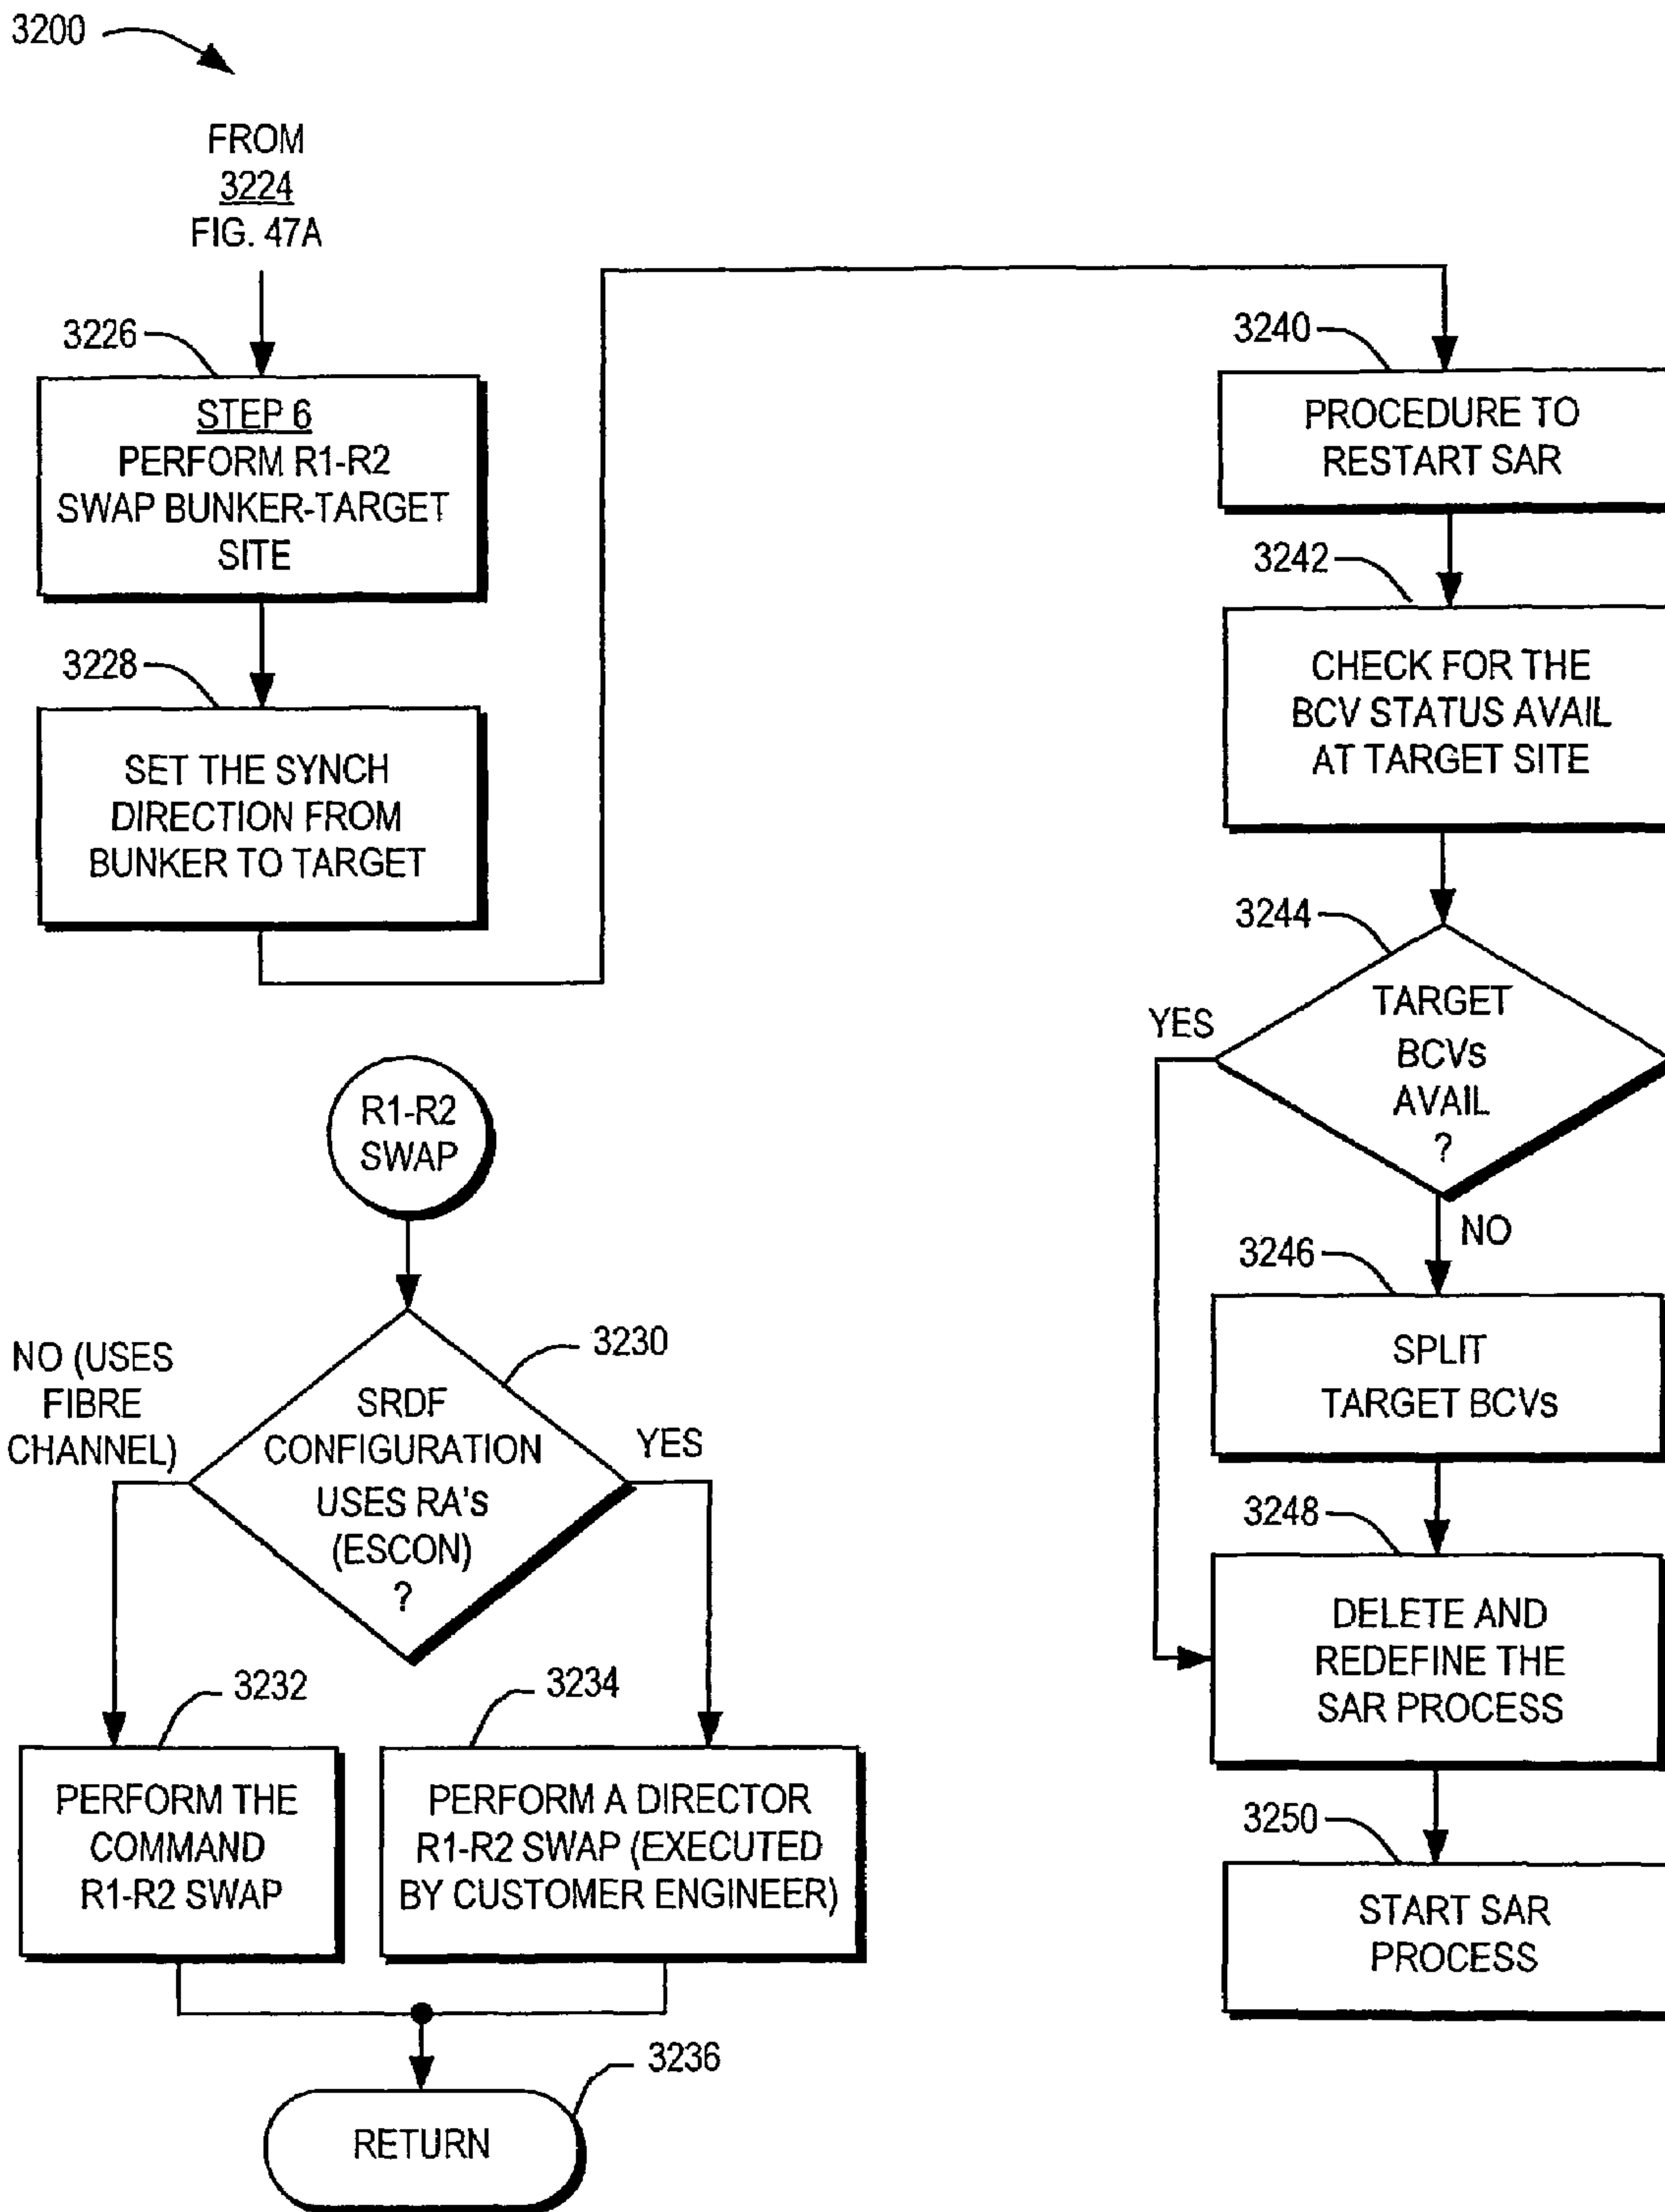 3200
FROM
3224
FIG. 47A
3226
STEP 6
PERFORM R1-R2
SWAP BUNKER-TARGET
SITE
3228
SET THE SYNCH
DIRECTION FROM
BUNKER TO TARGET
R1-R2
SWAP
3230
NO (USES
FIBRE
CHANNEL)
SRDF
CONFIGURATION
USES RA's
(ESCON)
?
YES
3232
PERFORM THE
COMMAND
R1-R2 SWAP
3234
PERFORM A DIRECTOR
R1-R2 SWAP (EXECUTED
BY CUSTOMER ENGINEER)
3236
RETURN
3240
PROCEDURE TO
RESTART SAR
3242
CHECK FOR THE
BCV STATUS AVAIL
AT TARGET SITE
3244
TARGET
BCVs
AVAIL
?
YES
NO
3246
SPLIT
TARGET BCVs
3248
DELETE AND
REDEFINE THE
SAR PROCESS
3250
START SAR
PROCESS